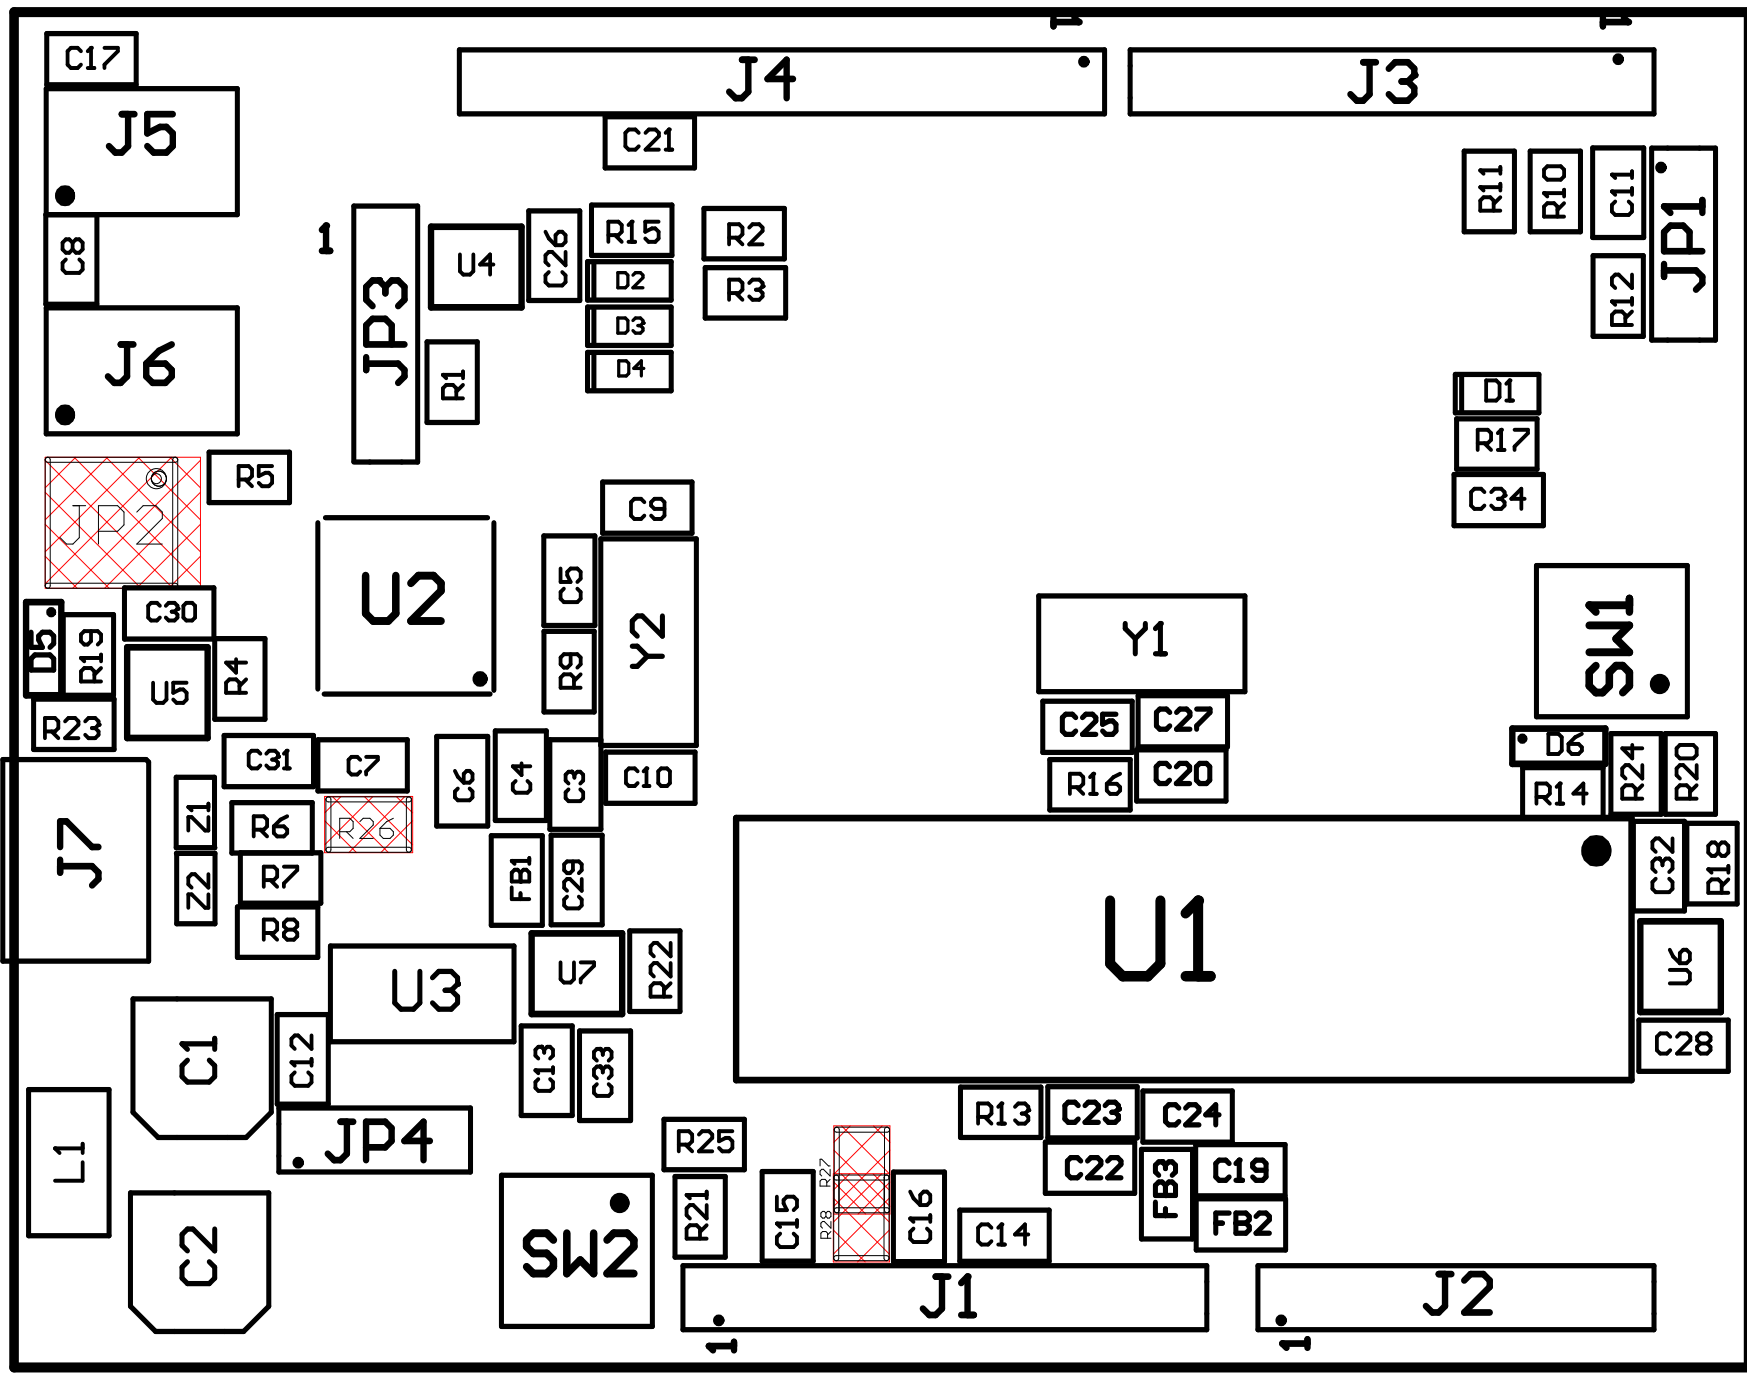 1
1
C17
J4
J3
J5
C21
R11
R10
C11
JP1
C8
1
JP3
U4
C26
R15
R2
D2
R3
D3
D4
R12
J6
R1
D1
R17
C34
R5
C9
JP2
U2
C5
Y2
R9
C30
D5
R19
U5
R4
R23
Y1
SW1
C25
C27
R16
C20
D6
R24
R20
R14
C31
C7
C6
C4
C3
C10
J7
Z1
R6
R26
Z2
R7
R8
FB1
C29
U1
C32
R18
U3
U7
R22
U6
C28
C1
C12
C13
C33
L1
JP4
R25
R13
C23
C24
C22
FB3
C19
FB2
C2
SW2
R21
C15
R27
R28
C16
C14
J1
J2
1
1